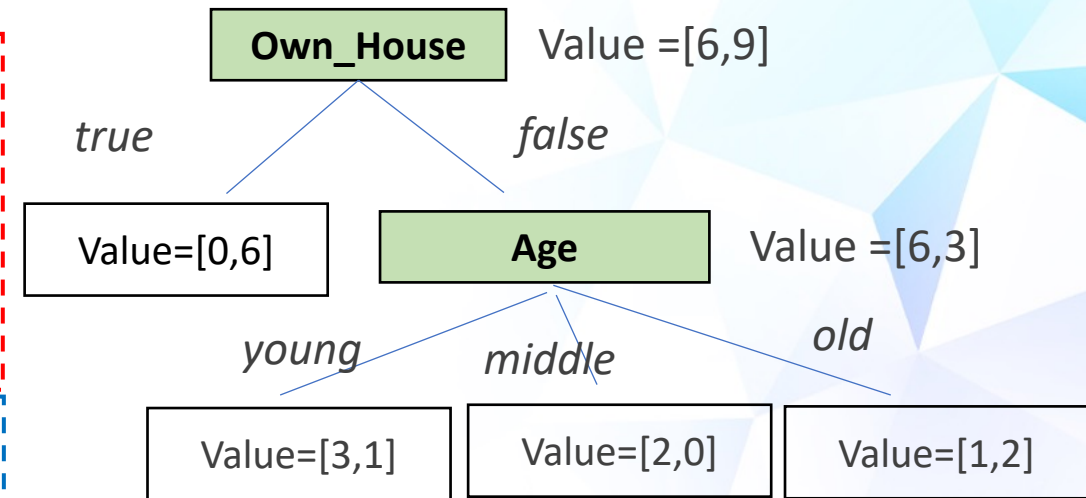 Own_House Value =[6,9]
true false
Value=[0,6] Age Value =[6,3]
young middle old
Value=[3,1] Value=[2,0] Value=[1,2]